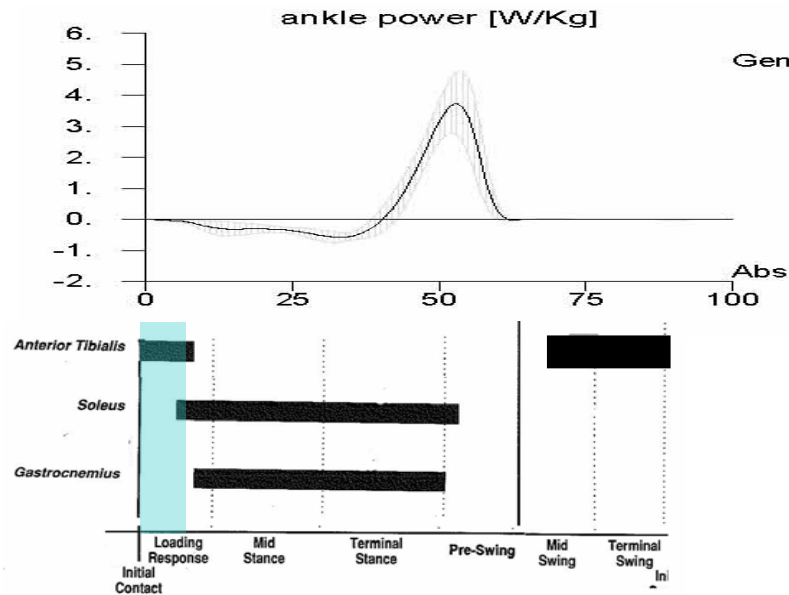 ankle power [W/Kg]
6.
5.
4.
3.
2.
1.
0.
-1.
-2.
Gen
Abs
0 25 50 75 100
Anterior Tibialis
Soleus
Gastrocnemius
Initial
Contact
Loading
Response
Mid
Stance
Terminal
Stance
Pre-Swing
Mid
Swing
Terminal
Swing
Ini